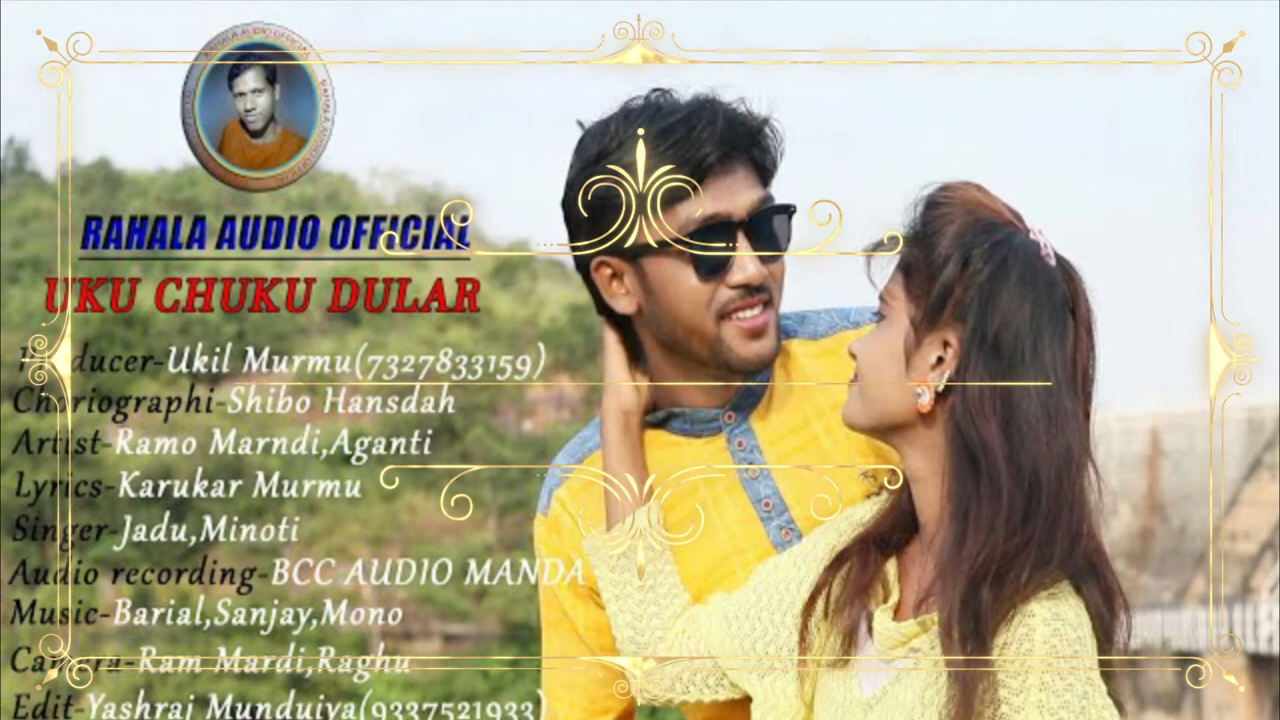 RAHALA AUDIO OFFICIAL
UKU CHUKU DULAR
Producer-Ukil Murmu(7327833159)
Choriographi-Shibo Hansdah
Artist-Ramo Marndi,Aganti
Lyrics-Karukar Murmu
Singer-Jadu,Minoti
Audio recording-BCC AUDIO MANDA
Music-Barial,Sanjay,Mono
Camera-Ram Mardi,Raghu
Edit-Yashraj Munduiya(9337521933)